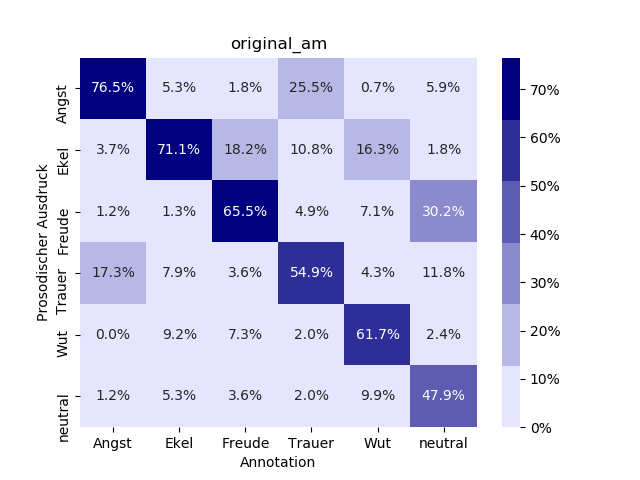 original_am
Prosodischer Ausdruck
Angst 76.5% 5.3% 1.8% 25.5% 0.7% 5.9%
Ekel 3.7% 71.1% 18.2% 10.8% 16.3% 1.8%
Freude 1.2% 1.3% 65.5% 4.9% 7.1% 30.2%
Trauer 17.3% 7.9% 3.6% 54.9% 4.3% 11.8%
Wut 0.0% 9.2% 7.3% 2.0% 61.7% 2.4%
neutral 1.2% 5.3% 3.6% 2.0% 9.9% 47.9%
Angst Ekel Freude Trauer Wut neutral
Annotation
70%
60%
50%
40%
30%
20%
10%
0%